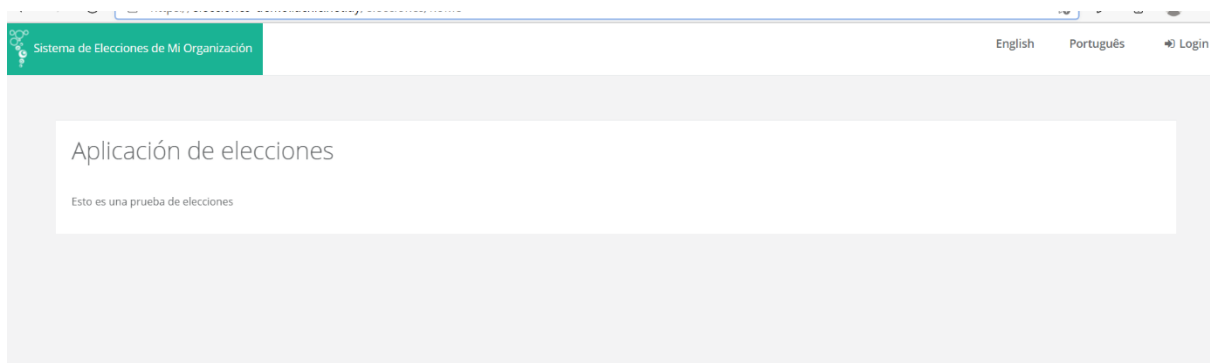 Sistema de Elecciones de Mi Organización
English Português Login
Aplicación de elecciones
Esto es una prueba de elecciones